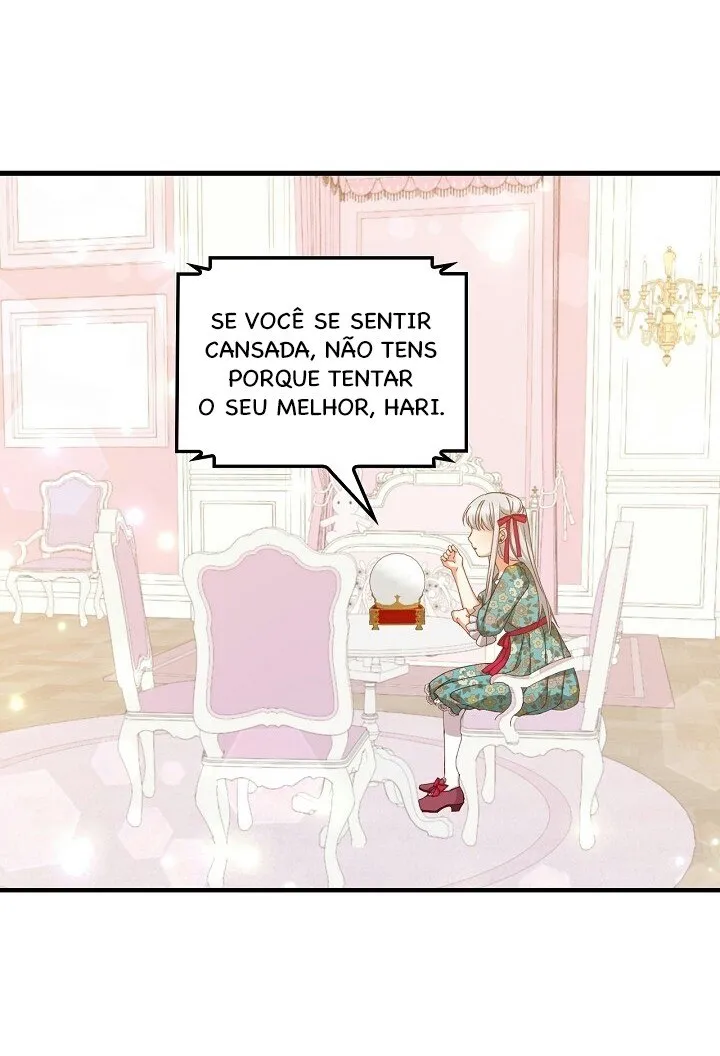 SE VOCÊ SE SENTIR
CANSADA, NÃO TENS
PORQUE TENTAR
O SEU MELHOR, HARI.